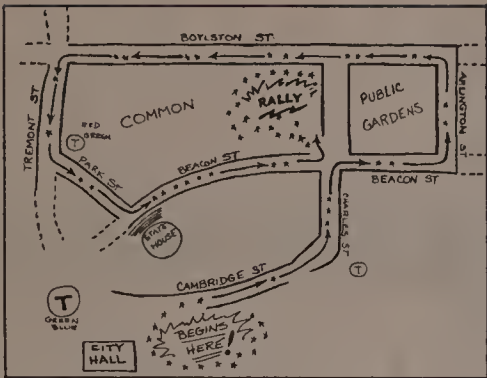 BOYLSTON ST.
TREMONT ST
COMMON
RALLY
PUBLIC
GARDENS
ARLINGTON
ST
RED
GREEN
T
PARK ST.
BEACON ST.
BEACON ST.
STATE
HOUSE
CHARLES ST
T
CAMBRIDGE ST
T
GREEN
BLUE
CITY
HALL
BEGINS
HERE!